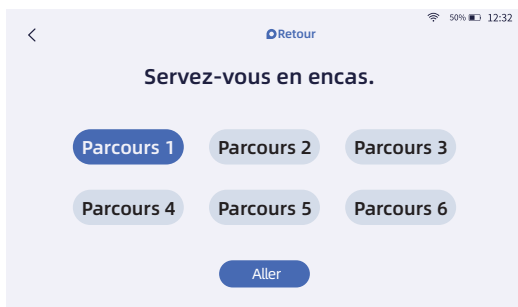 50% 12:32
Retour
Servez-vous en encas.
Parcours 1 Parcours 2 Parcours 3
Parcours 4 Parcours 5 Parcours 6
Aller